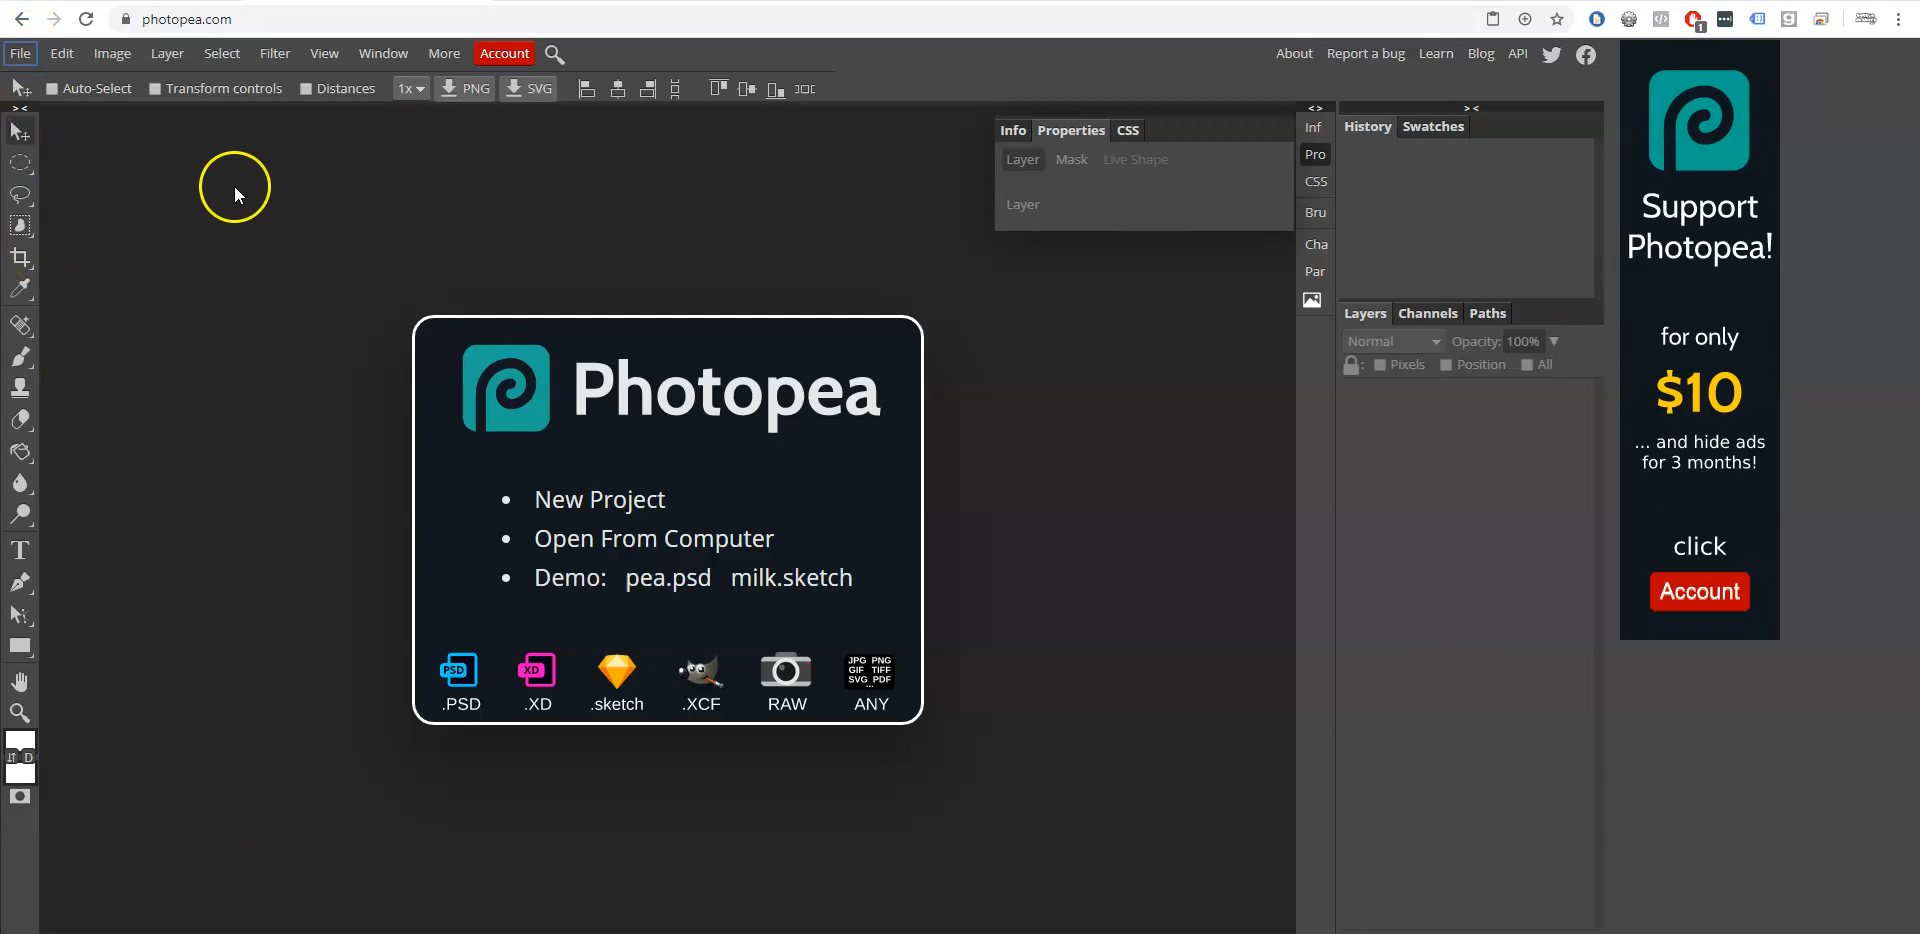 photopea.com
1
File Edit Image Layer Select Filter View Window More Account
About Report a bug Learn Blog API
Auto-Select Transform controls Distances 1x PNG SVG
> <
< >
> <
Info Properties CSS
Layer Mask Live Shape
Layer
Inf
Pro
CSS
Bru
Cha
Par
History Swatches
Layers Channels Paths
Normal Opacity: 100%
: Pixels Position All
Photopea
• New Project
• Open From Computer
• Demo: pea.psd milk.sketch
PSD XD JPG PNG
GIF TIFF
SVG PDF
...
.PSD .XD .sketch .XCF RAW ANY
T
D
Support
Photopea!
for only
$10
... and hide ads
for 3 months!
click
Account